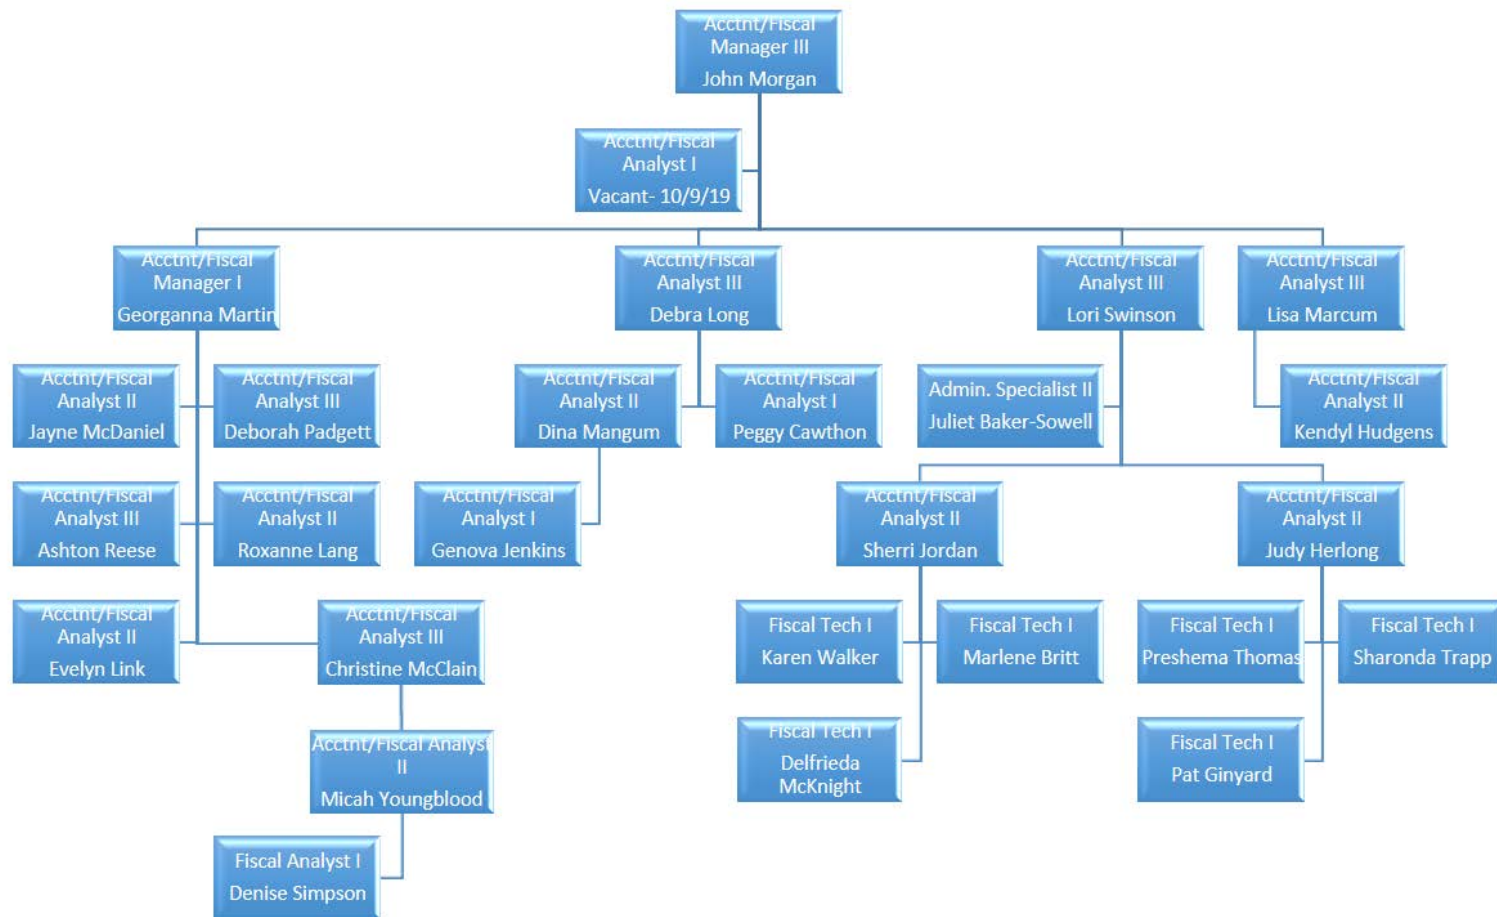 Acctnt/Fiscal
Manager III
John Morgan
Acctnt/Fiscal
Analyst I
Vacant- 10/9/19
Acctnt/Fiscal
Manager I
Georganna Martin
Acctnt/Fiscal
Analyst III
Debra Long
Acctnt/Fiscal
Analyst III
Lori Swinson
Acctnt/Fiscal
Analyst III
Lisa Marcum
Acctnt/Fiscal
Analyst II
Jayne McDaniel
Acctnt/Fiscal
Analyst III
Deborah Padgett
Acctnt/Fiscal
Analyst II
Dina Mangum
Acctnt/Fiscal
Analyst I
Peggy Cawthon
Admin. Specialist II
Juliet Baker-Sowell
Acctnt/Fiscal
Analyst II
Kendyl Hudgens
Acctnt/Fiscal
Analyst III
Ashton Reese
Acctnt/Fiscal
Analyst II
Roxanne Lang
Acctnt/Fiscal
Analyst I
Genova Jenkins
Acctnt/Fiscal
Analyst II
Sherri Jordan
Acctnt/Fiscal
Analyst II
Judy Herlong
Acctnt/Fiscal
Analyst II
Evelyn Link
Acctnt/Fiscal
Analyst III
Christine McClain
Fiscal Tech I
Karen Walker
Fiscal Tech I
Marlene Britt
Fiscal Tech I
Preshema Thomas
Fiscal Tech I
Sharonda Trapp
Acctnt/Fiscal Analyst
II
Micah Youngblood
Fiscal Tech I
Delfrieda
McKnight
Fiscal Tech I
Pat Ginyard
Fiscal Analyst I
Denise Simpson